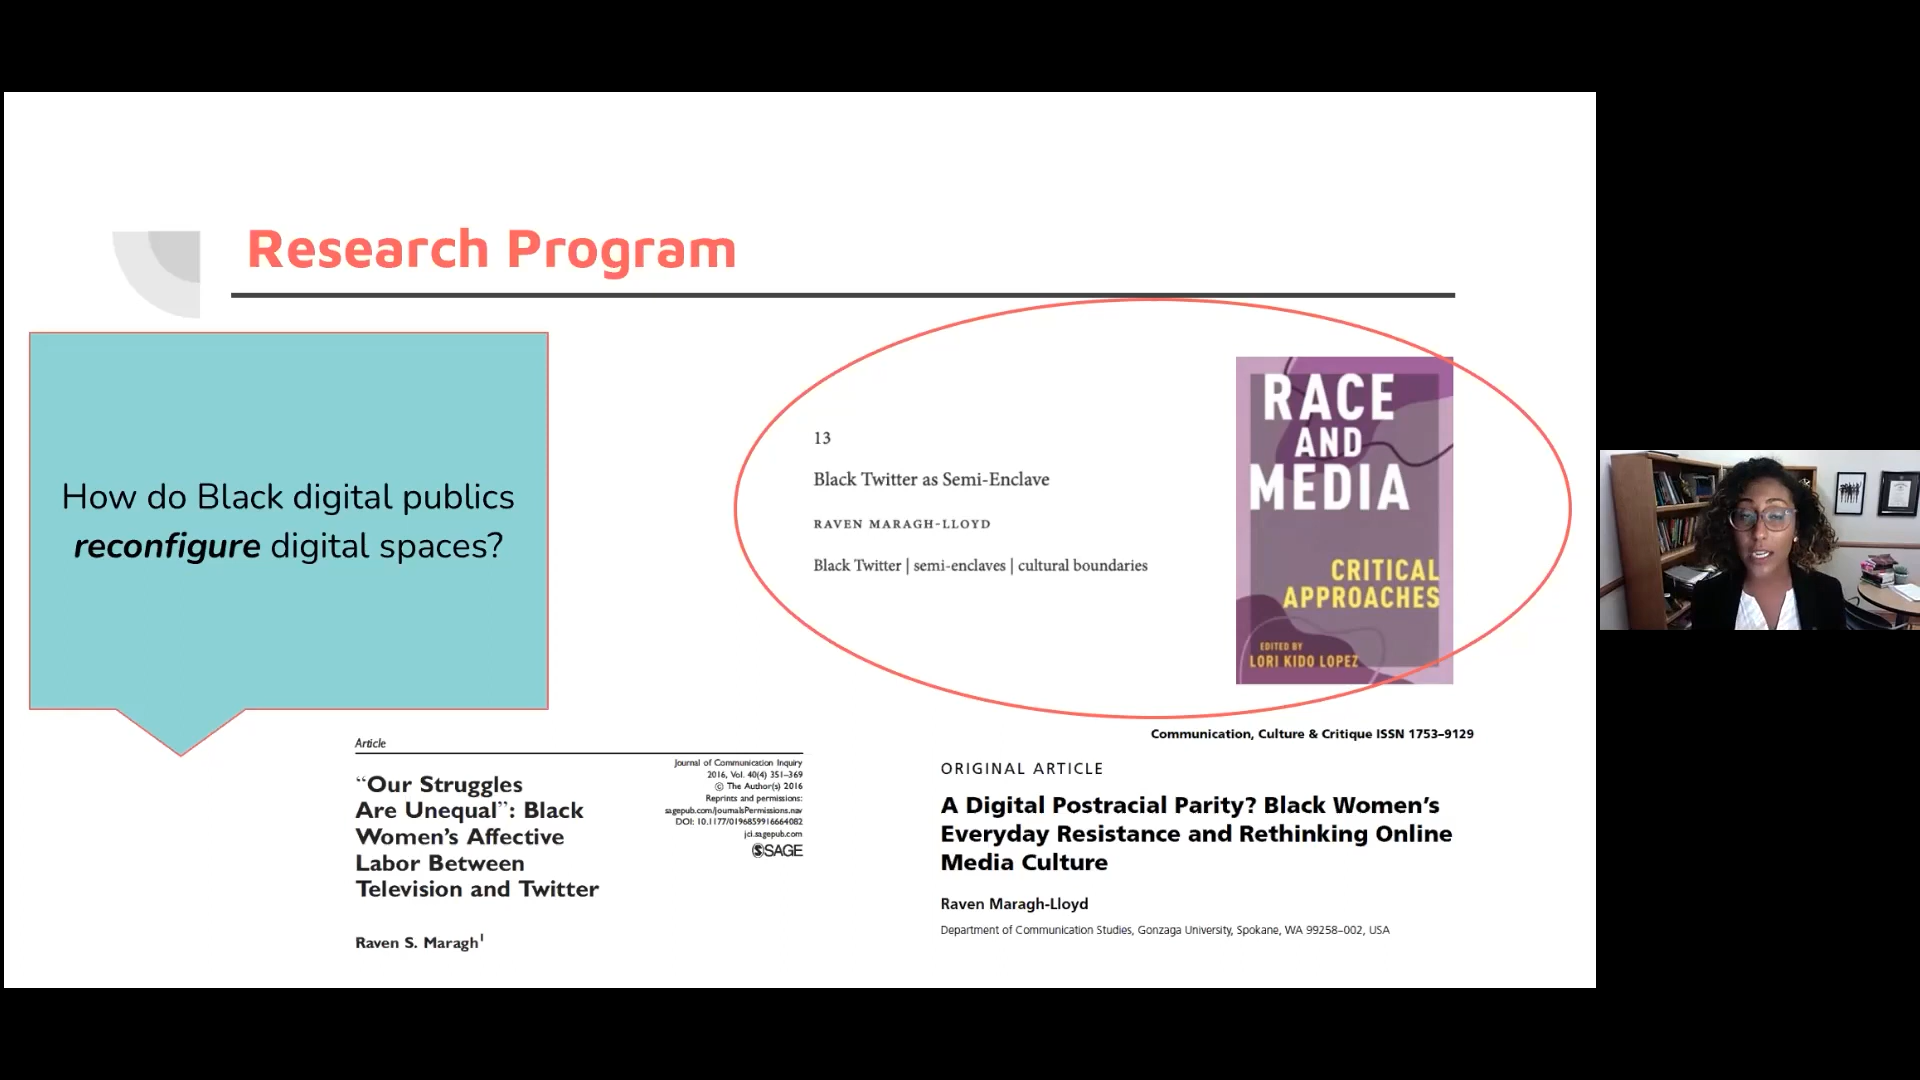 Research Program
How do Black digital publics
reconfigure digital spaces?
13
Black Twitter as Semi-Enclave
RAVEN MARAGH-LLOYD
Black Twitter | semi-enclaves | cultural boundaries
RACE
AND
MEDIA
CRITICAL
APPROACHES
EDITED BY
LORI KIDO LOPEZ
Article
“Our Struggles
Are Unequal”: Black
Women’s Affective
Labor Between
Television and Twitter
Raven S. Maragh1
Journal of Communication Inquiry
2016, Vol. 40(4) 351–369
© The Author(s) 2016
Reprints and permissions:
sagepub.com/journalsPermissions.nav
DOI: 10.1177/0196859916664082
jci.sagepub.com
SSAGE
Communication, Culture & Critique ISSN 1753–9129
ORIGINAL ARTICLE
A Digital Postracial Parity? Black Women’s
Everyday Resistance and Rethinking Online
Media Culture
Raven Maragh-Lloyd
Department of Communication Studies, Gonzaga University, Spokane, WA 99258–002, USA